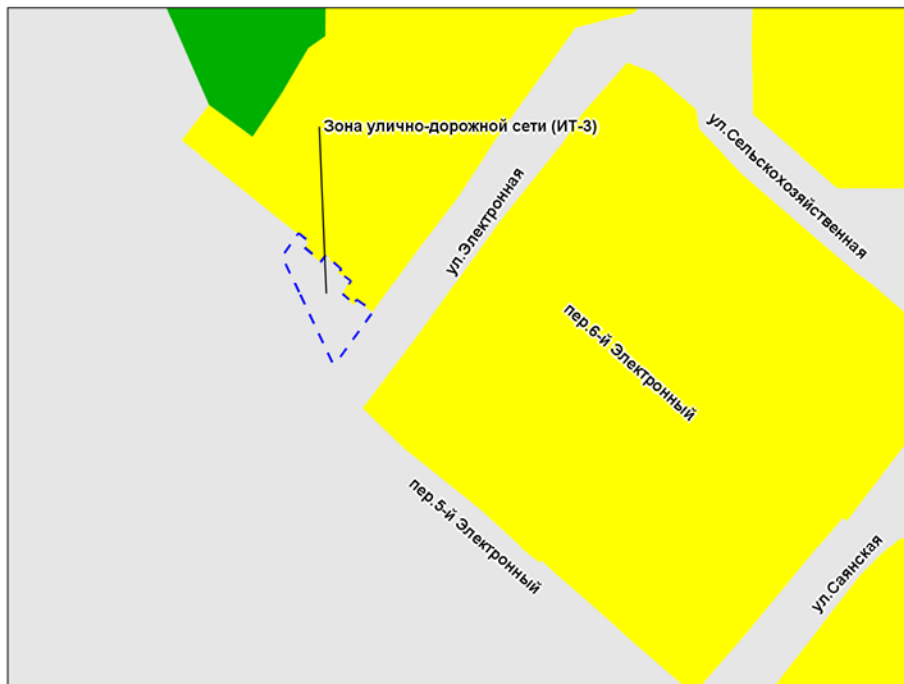 Зона улично-дорожной сети (ИТ-3)
ул.Сельскохозяйственная
ул.Электронная
пер.6-й Электронный
пер.5-й Электронный
ул.Саянская